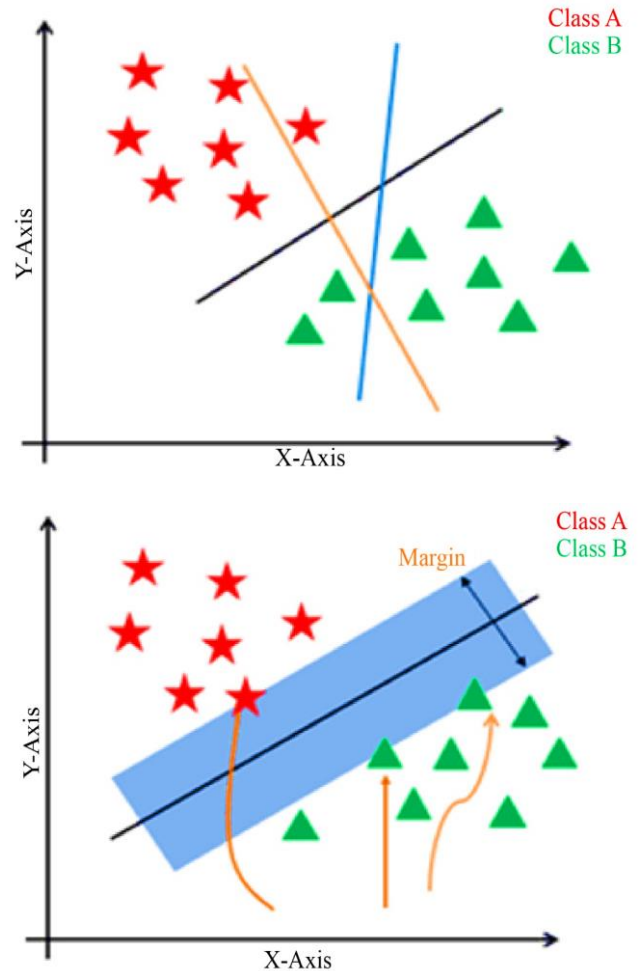 Class A
Class B
Y-Axis
X-Axis
Class A
Class B
Margin
Y-Axis
X-Axis